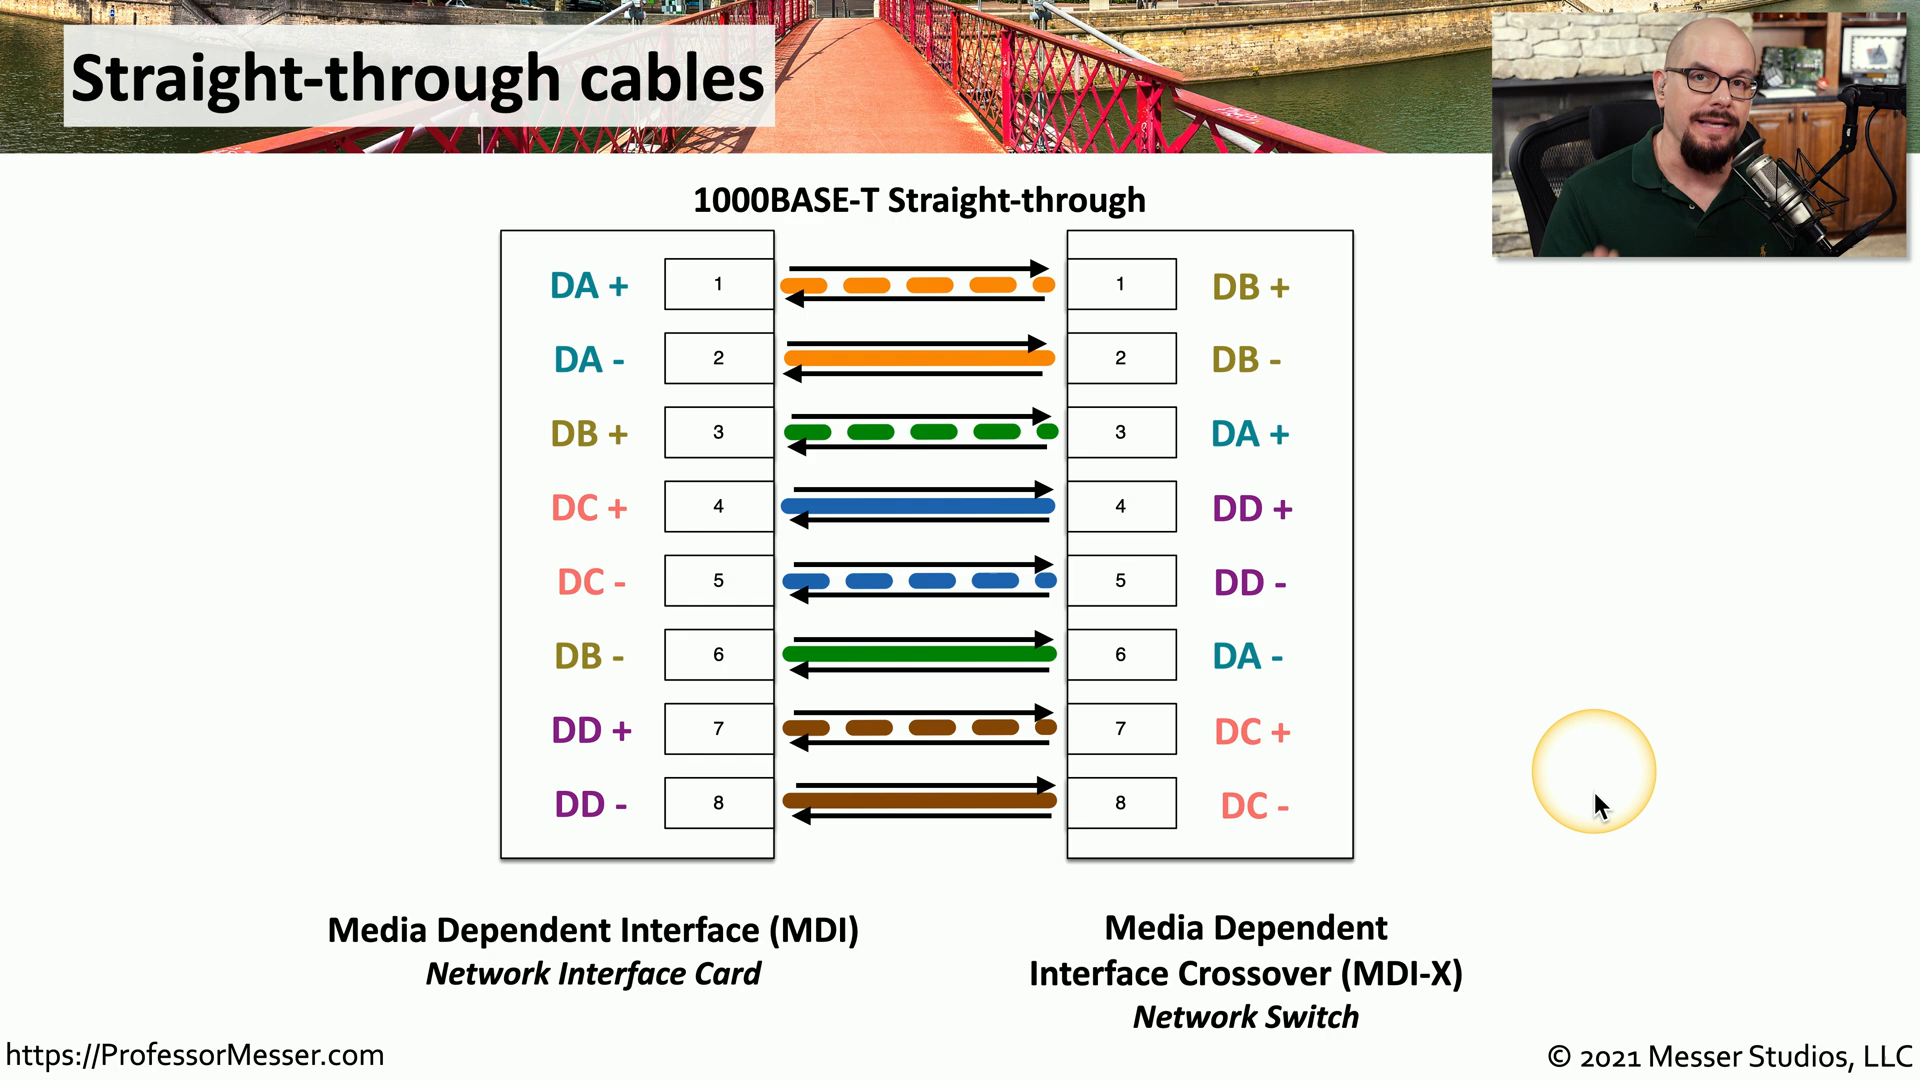 Straight-through cables
1000BASE-T Straight-through
DA + 1 1 DB +
DA - 2 2 DB -
DB + 3 3 DA +
DC + 4 4 DD +
DC - 5 5 DD -
DB - 6 6 DA -
DD + 7 7 DC +
DD - 8 8 DC -
Media Dependent Interface (MDI)
Network Interface Card
Media Dependent
Interface Crossover (MDI-X)
Network Switch
https://ProfessorMesser.com
© 2021 Messer Studios, LLC